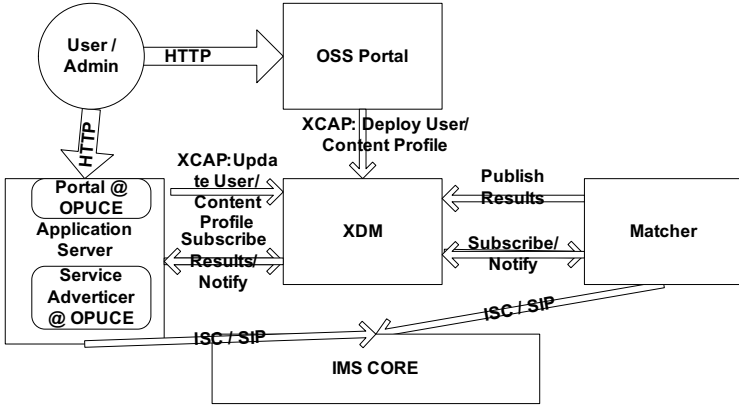 User /
Admin
HTTP
OSS Portal
HTTP
XCAP: Deploy User/
Content Profile
XCAP:Upda
te User/
Content
Profile
Publish
Results
Portal @
OPUCE
Application
Server
XDM
Matcher
Subscribe
Results/
Notify
Subscribe/
Notify
Service
Adverticer
@ OPUCE
ISC / SIP
ISC / SIP
IMS CORE